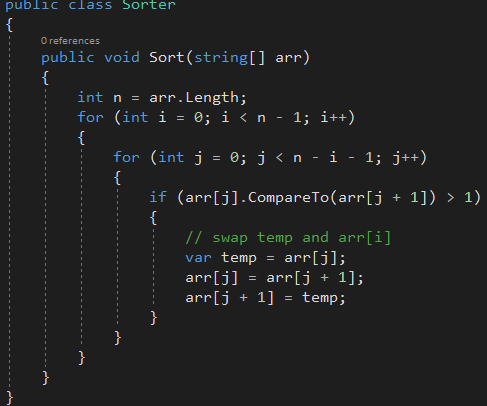 public class Sorter
{
0 references
public void Sort(string[] arr)
{
int n = arr.Length;
for (int i = 0; i < n - 1; i++)
{
for (int j = 0; j < n - i - 1; j++)
{
if (arr[j].CompareTo(arr[j + 1]) > 1)
{
// swap temp and arr[i]
var temp = arr[j];
arr[j] = arr[j + 1];
arr[j + 1] = temp;
}
}
}
}
}